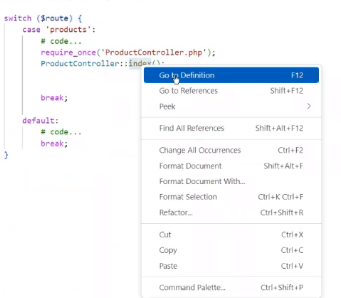 switch ($route) {
case 'products':
# code...
require_once('ProductController.php');
ProductController::index();
break;
default:
# code...
break;
}
Go to Definition F12
Go to References Shift+F12
Peek >
Find All References Shift+Alt+F12
Change All Occurrences Ctrl+F2
Format Document Shift+Alt+F
Format Document With...
Format Selection Ctrl+K Ctrl+F
Refactor... Ctrl+Shift+R
Cut Ctrl+X
Copy Ctrl+C
Paste Ctrl+V
Command Palette... Ctrl+Shift+P